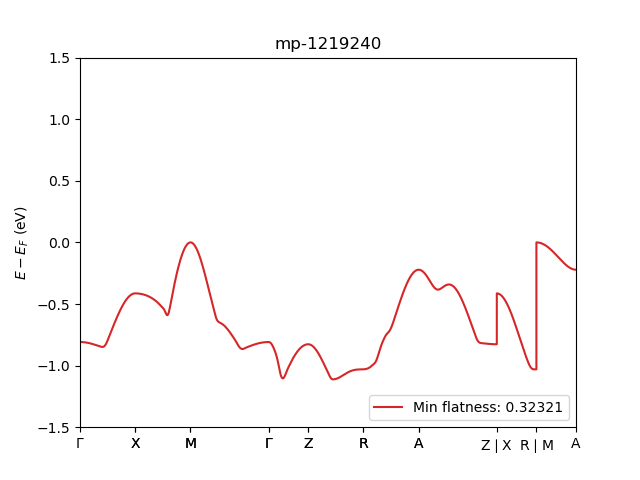 mp-1219240
E − E_F (eV)
1.5
1.0
0.5
0.0
−0.5
−1.0
−1.5
Min flatness: 0.32321
Γ X M Γ Z R A Z | X R | M A